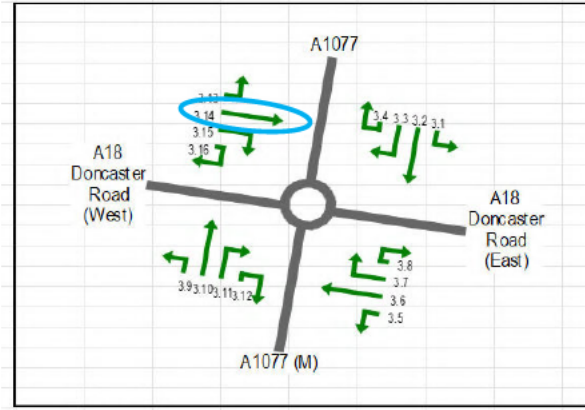 A1077
3.13
3.14
3.15
3.16
3.4 3.3 3.2 3.1
A18
Doncaster
Road
(West)
A18
Doncaster
Road
(East)
3.8
3.7
3.6
3.5
3.9 3.10 3.11 3.12
A1077 (M)